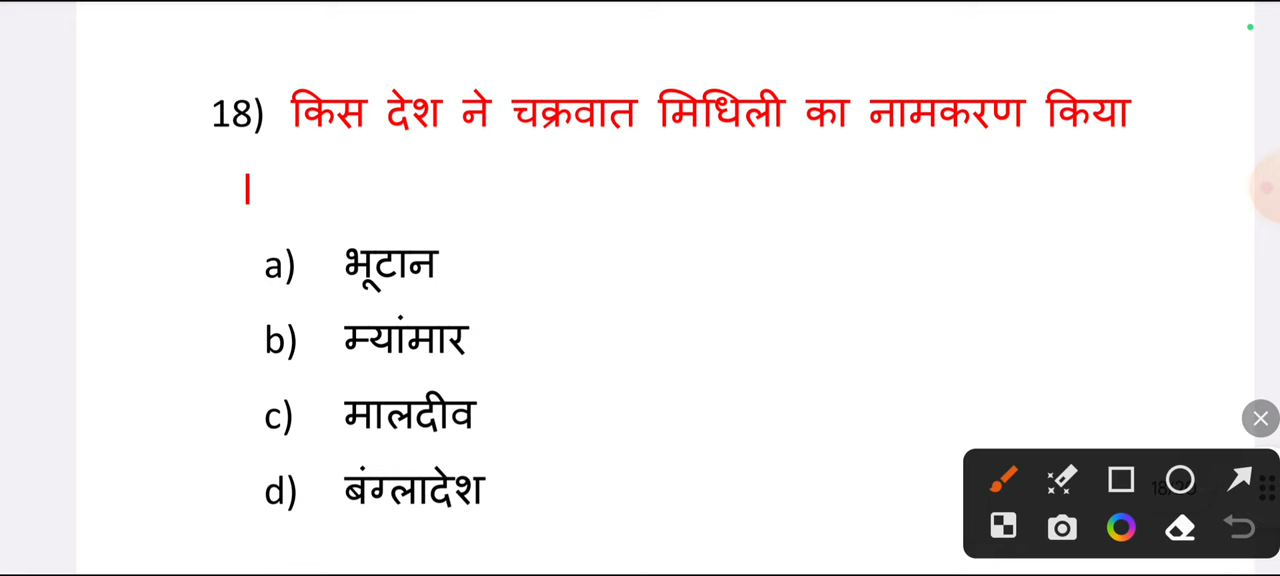 18) किस देश ने चक्रवात मिधिली का नामकरण किया
|
a) भूटान
b) म्यांमार
c) मालदीव
d) बंग्लादेश